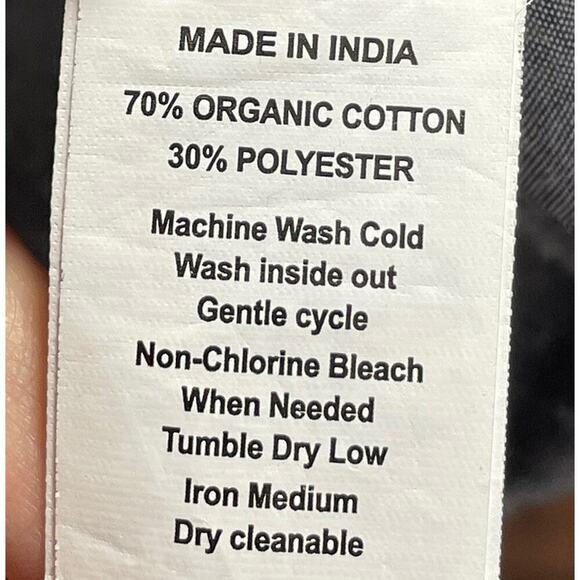 MADE IN INDIA
70% ORGANIC COTTON
30% POLYESTER
Machine Wash Cold
Wash inside out
Gentle cycle
Non-Chlorine Bleach
When Needed
Tumble Dry Low
Iron Medium
Dry cleanable